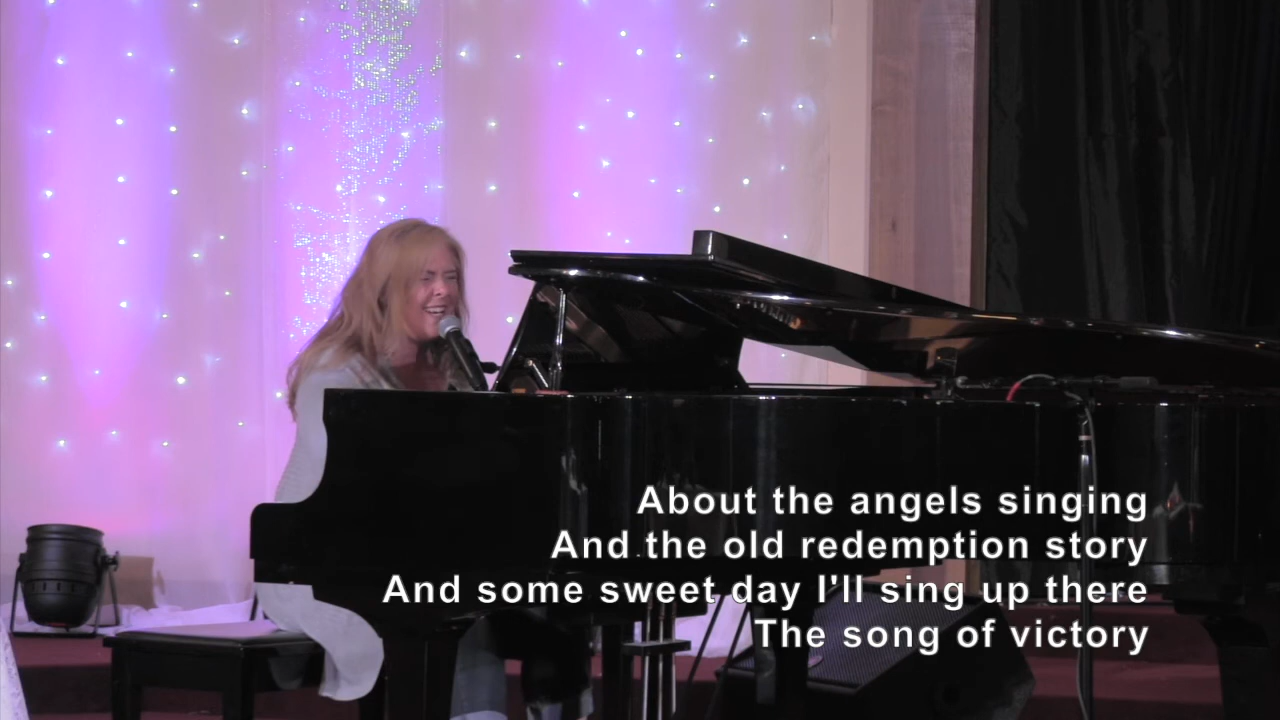 About the angels singing
And the old redemption story
And some sweet day I'll sing up there
The song of victory